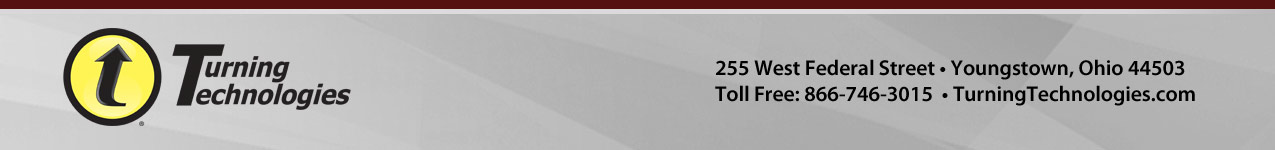 Turning
Technologies
255 West Federal Street • Youngstown, Ohio 44503
Toll Free: 866-746-3015 • TurningTechnologies.com